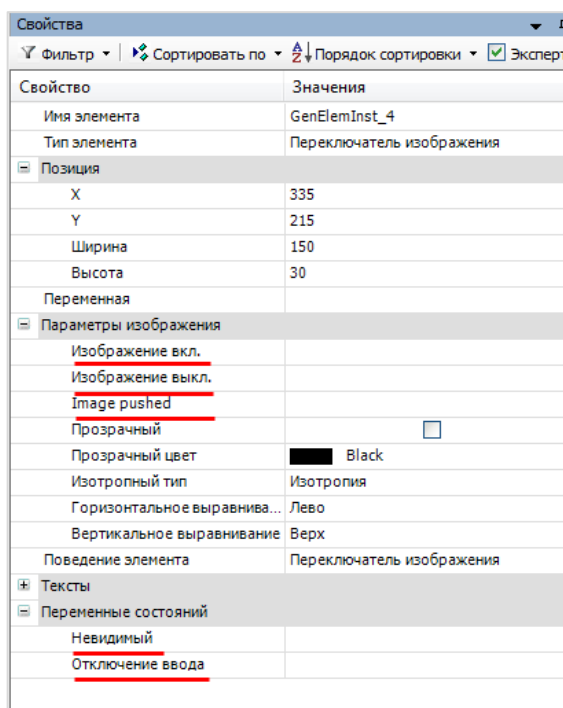 Свойства
Фильтр Сортировать по Порядок сортировки Эксперт
Свойство Значения
Имя элемента GenElemInst_4
Тип элемента Переключатель изображения
Позиция
X 335
Y 215
Ширина 150
Высота 30
Переменная
Параметры изображения
Изображение вкл.
Изображение выкл.
Image pushed
Прозрачный
Прозрачный цвет Black
Изотропный тип Изотропия
Горизонтальное выравнива... Лево
Вертикальное выравнивание Верх
Поведение элемента Переключатель изображения
Тексты
Переменные состояний
Невидимый
Отключение ввода